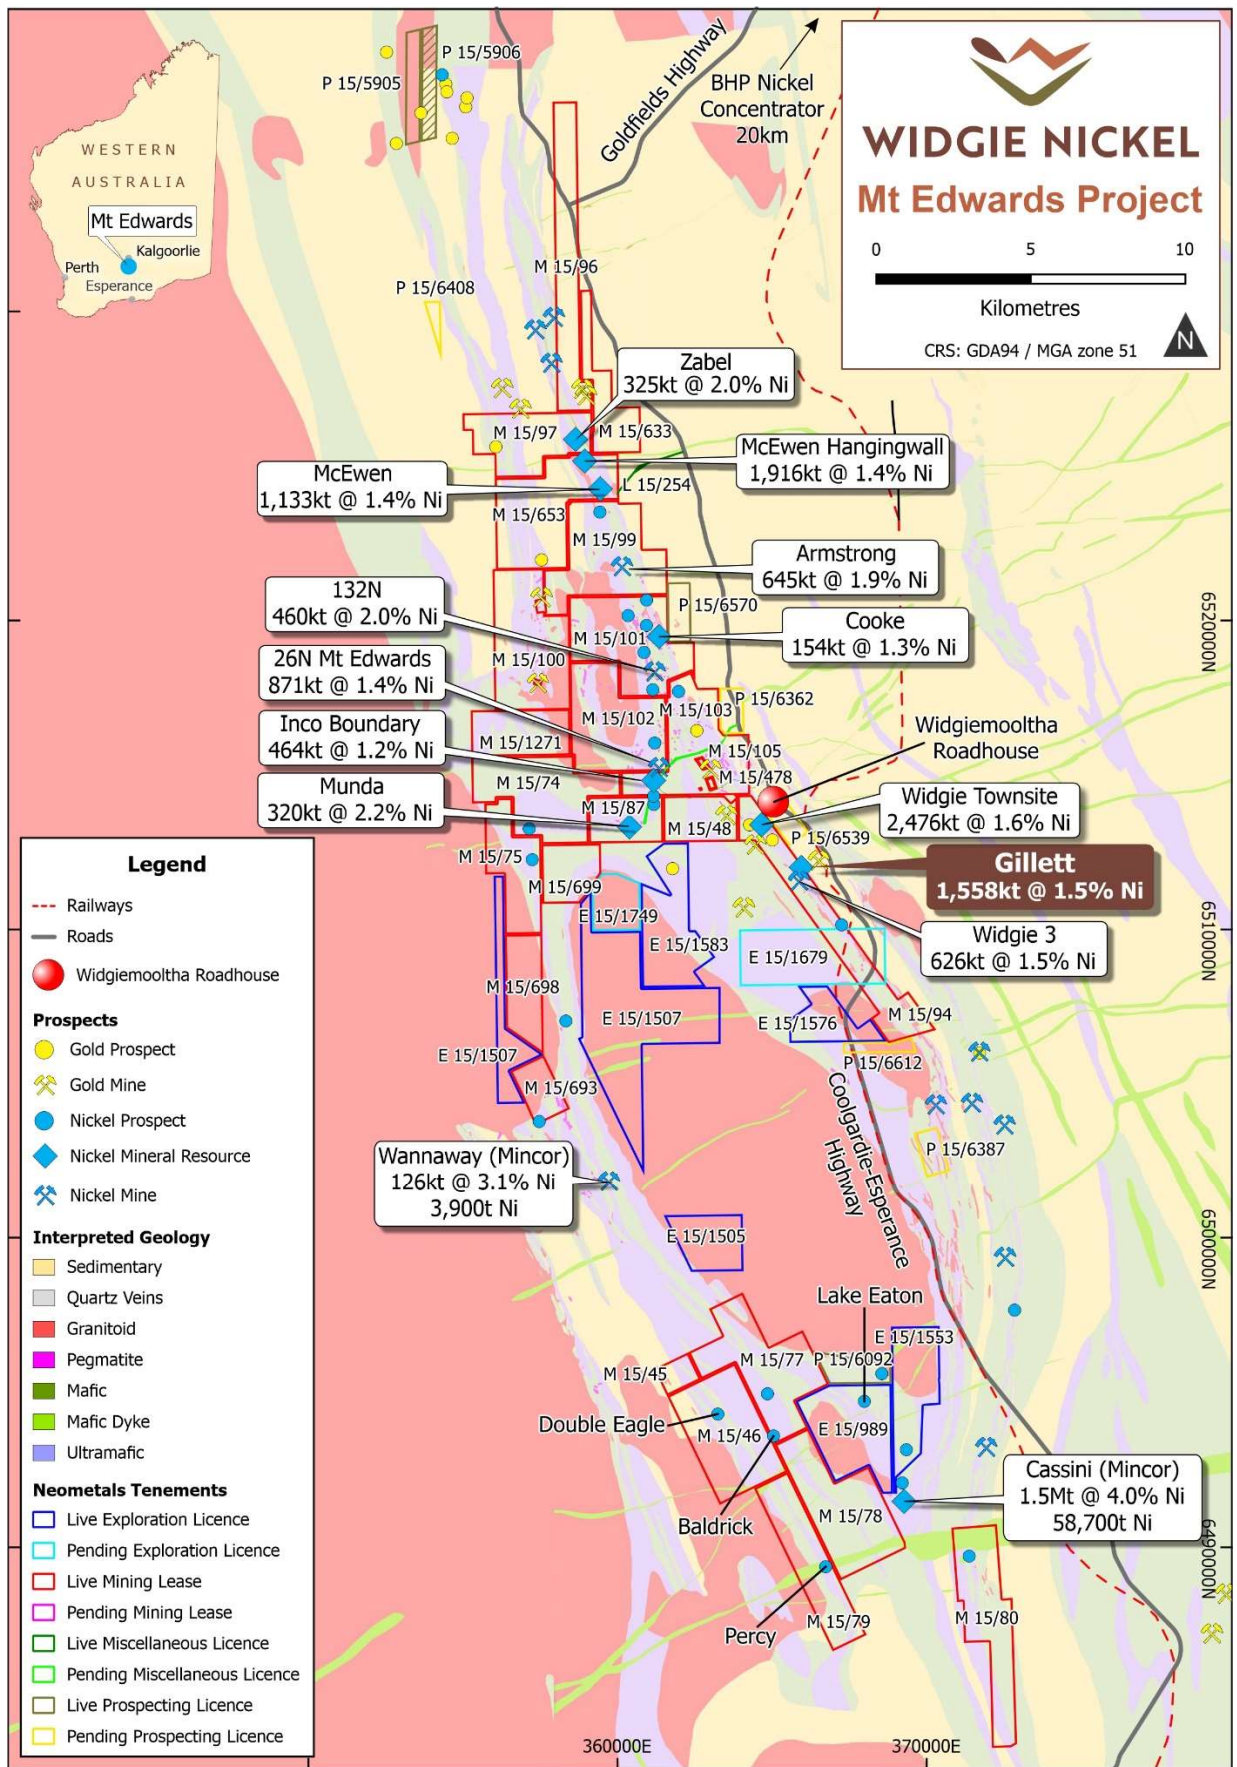 WIDGIE NICKEL
Mt Edwards Project
0 5 10
Kilometres
CRS: GDA94 / MGA zone 51
N
WESTERN
AUSTRALIA
Mt Edwards
Kalgoorlie
Perth
Esperance
P 15/5906
P 15/5905
Goldfields Highway
BHP Nickel
Concentrator
20km
M 15/96
P 15/6408
Zabel
325kt @ 2.0% Ni
M 15/97
M 15/633
McEwen Hangingwall
1,916kt @ 1.4% Ni
McEwen
1,133kt @ 1.4% Ni
L 15/254
M 15/653
M 15/99
Armstrong
645kt @ 1.9% Ni
132N
460kt @ 2.0% Ni
P 15/6570
Cooke
154kt @ 1.3% Ni
M 15/101
M 15/100
26N Mt Edwards
871kt @ 1.4% Ni
P 15/6362
M 15/102
M 15/103
Inco Boundary
464kt @ 1.2% Ni
M 15/1271
M 15/105
Widgiemooltha
Roadhouse
M 15/74
M 15/478
Munda
320kt @ 2.2% Ni
M 15/87
M 15/48
Widgie Townsite
2,476kt @ 1.6% Ni
P 15/6539
Gillett
1,558kt @ 1.5% Ni
M 15/75
M 15/699
E 15/1749
E 15/1583
Widgie 3
626kt @ 1.5% Ni
E 15/1679
M 15/698
E 15/1507
E 15/1576
M 15/94
E 15/1507
P 15/6612
M 15/693
Coolgardie-Esperance
Highway
P 15/6387
Wannaway (Mincor)
126kt @ 3.1% Ni
3,900t Ni
E 15/1505
Lake Eaton
E 15/1553
M 15/45
M 15/77
P 15/6092
Double Eagle
M 15/46
E 15/989
Cassini (Mincor)
1.5Mt @ 4.0% Ni
58,700t Ni
Baldrick
M 15/78
Percy
M 15/79
M 15/80
6520000N
6510000N
6500000N
6490000N
360000E
370000E
Legend
Railways
Roads
Widgiemooltha Roadhouse
Prospects
Gold Prospect
Gold Mine
Nickel Prospect
Nickel Mineral Resource
Nickel Mine
Interpreted Geology
Sedimentary
Quartz Veins
Granitoid
Pegmatite
Mafic
Mafic Dyke
Ultramafic
Neometals Tenements
Live Exploration Licence
Pending Exploration Licence
Live Mining Lease
Pending Mining Lease
Live Miscellaneous Licence
Pending Miscellaneous Licence
Live Prospecting Licence
Pending Prospecting Licence